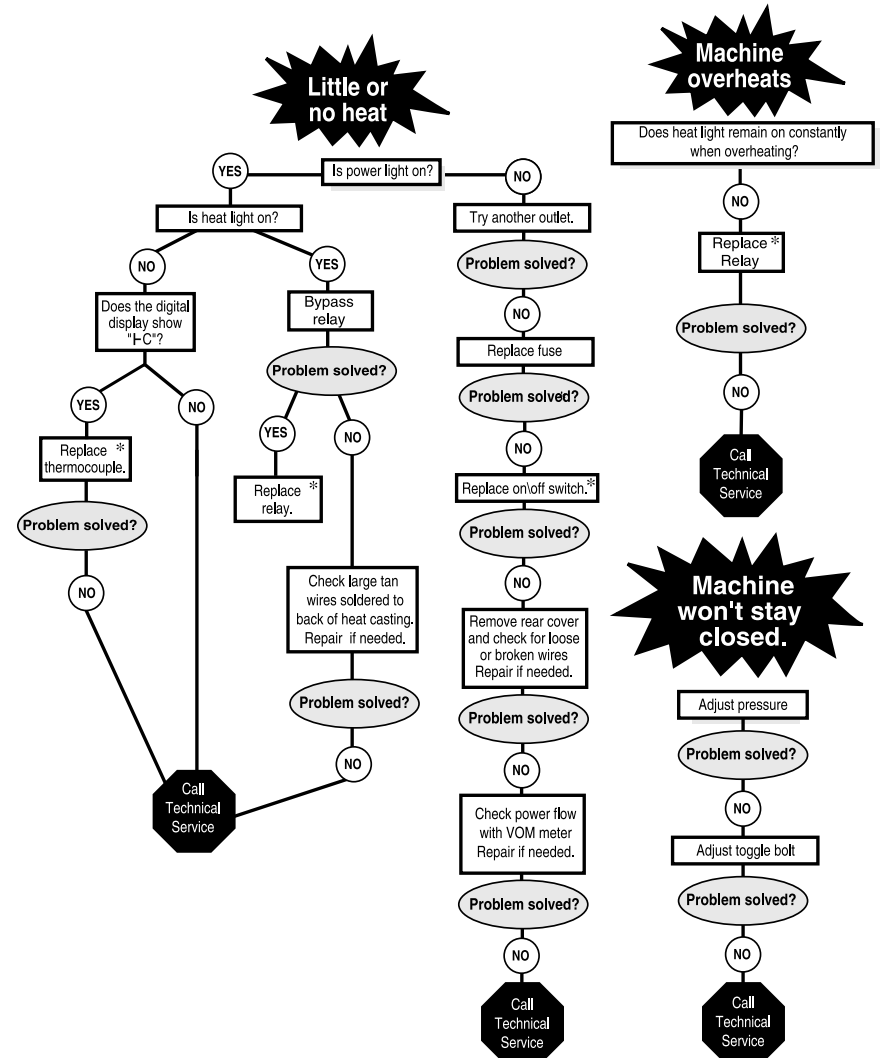 Little or
no heat
Is power light on?
YES
Is heat light on?
NO
Does the digital
display show
"⊢C"?
YES
Replace *
thermocouple.
Problem solved?
NO
NO
YES
Bypass
relay
Problem solved?
YES
Replace *
relay.
NO
Check large tan
wires soldered to
back of heat casting.
Repair if needed.
Problem solved?
NO
Call
Technical
Service
NO
Try another outlet.
Problem solved?
NO
Replace fuse
Problem solved?
NO
Replace on\off switch.*
Problem solved?
NO
Remove rear cover
and check for loose
or broken wires
Repair if needed.
Problem solved?
NO
Check power flow
with VOM meter
Repair if needed.
Problem solved?
NO
Call
Technical
Service
Machine
overheats
Does heat light remain on constantly
when overheating?
NO
Replace *
Relay
Problem solved?
NO
Call
Technical
Service
Machine
won't stay
closed.
Adjust pressure
Problem solved?
NO
Adjust toggle bolt
Problem solved?
NO
Call
Technical
Service